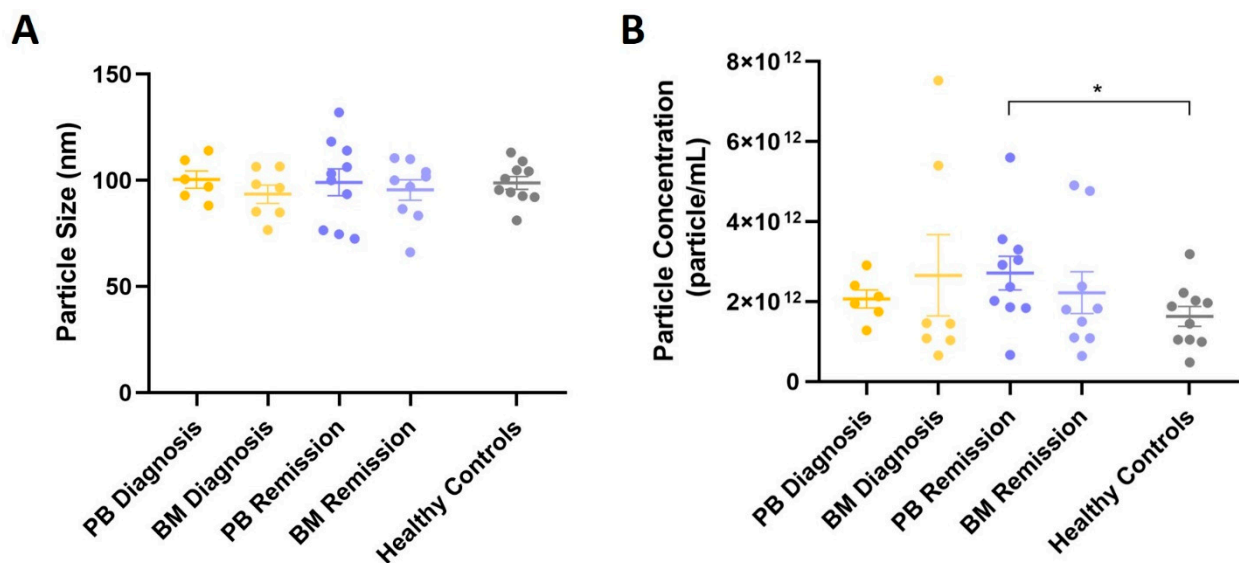 A
Particle Size (nm)
150
100
50
0
PB Diagnosis
BM Diagnosis
PB Remission
BM Remission
Healthy Controls
B
Particle Concentration
(particle/mL)
8×10¹²
6×10¹²
4×10¹²
2×10¹²
0
*
PB Diagnosis
BM Diagnosis
PB Remission
BM Remission
Healthy Controls